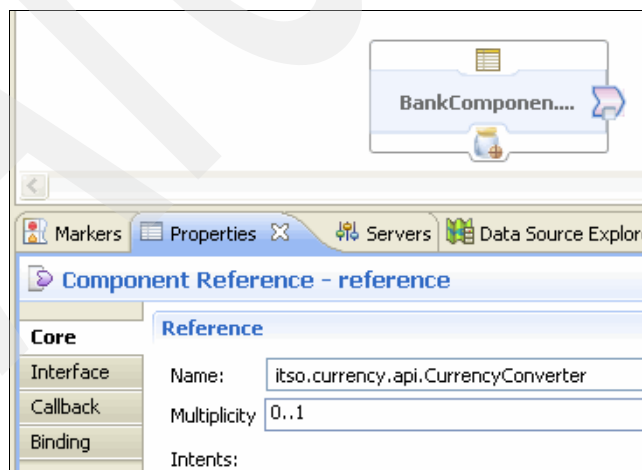 BankComponen....
Markers Properties Servers Data Source Explor
Component Reference - reference
Core
Reference
Interface
Name: itso.currency.api.CurrencyConverter
Callback
Multiplicity 0..1
Binding
Intents: